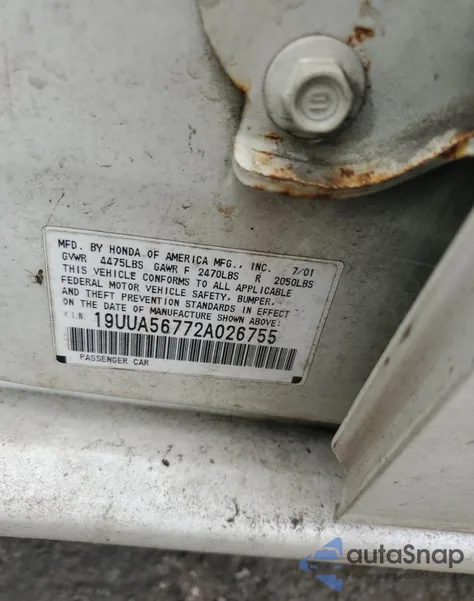 MFD. BY HONDA OF AMERICA MFG., INC. 7/01
GVWR 4475LBS GAWR F 2470LBS R 2050LBS
THIS VEHICLE CONFORMS TO ALL APPLICABLE
FEDERAL MOTOR VEHICLE SAFETY, BUMPER,
AND THEFT PREVENTION STANDARDS IN EFFECT
ON THE DATE OF MANUFACTURE SHOWN ABOVE:
V.I.N: 19UUA56772A026755
PASSENGER CAR
autoSnap